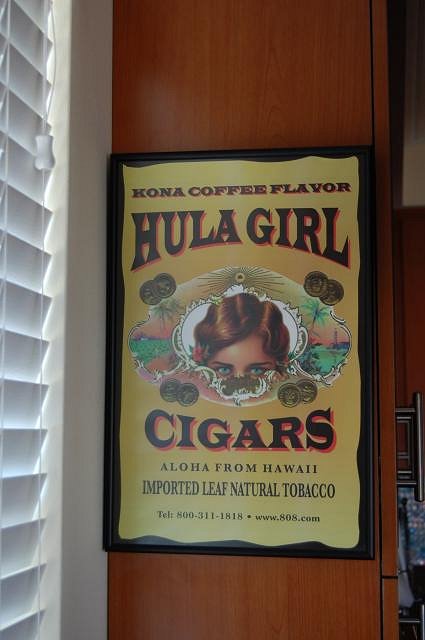 KONA COFFEE FLAVOR
HULA GIRL
CIGARS
ALOHA FROM HAWAII
IMPORTED LEAF NATURAL TOBACCO
Tel: 800-311-1818 • www.808.com